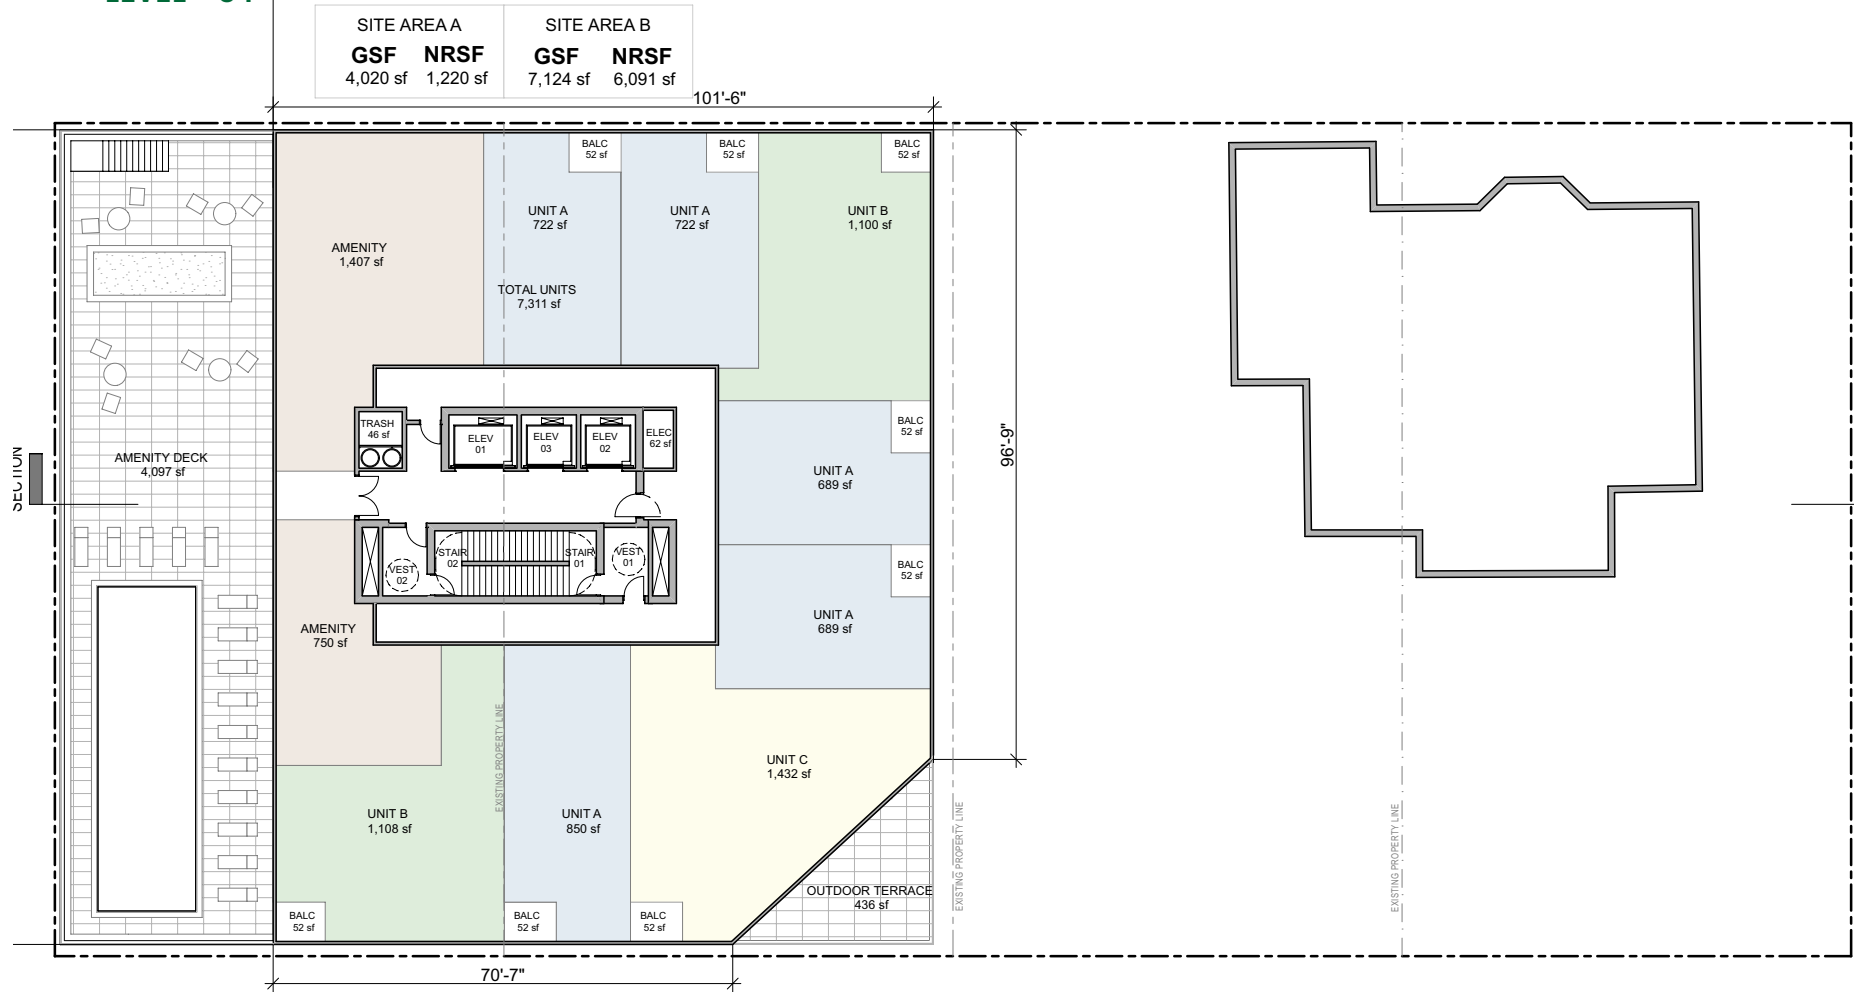 SITE AREA A
GSF NRSF
4,020 sf 1,220 sf
SITE AREA B
GSF NRSF
7,124 sf 6,091 sf
101'-6"
BALC
52 sf
BALC
52 sf
BALC
52 sf
UNIT A
722 sf
UNIT A
722 sf
UNIT B
1,100 sf
AMENITY
1,407 sf
TOTAL UNITS
7,311 sf
TRASH
46 sf
ELEV
01
ELEV
03
ELEV
02
ELEC
62 sf
BALC
52 sf
96'-9"
AMENITY DECK
4,097 sf
SECTION
UNIT A
689 sf
STAIR
02
STAIR
01
VEST
01
VEST
02
BALC
52 sf
UNIT A
689 sf
AMENITY
750 sf
EXISTING PROPERTY LINE
UNIT C
1,432 sf
UNIT B
1,108 sf
UNIT A
850 sf
EXISTING PROPERTY LINE
EXISTING PROPERTY LINE
OUTDOOR TERRACE
436 sf
BALC
52 sf
BALC
52 sf
BALC
52 sf
70'-7"